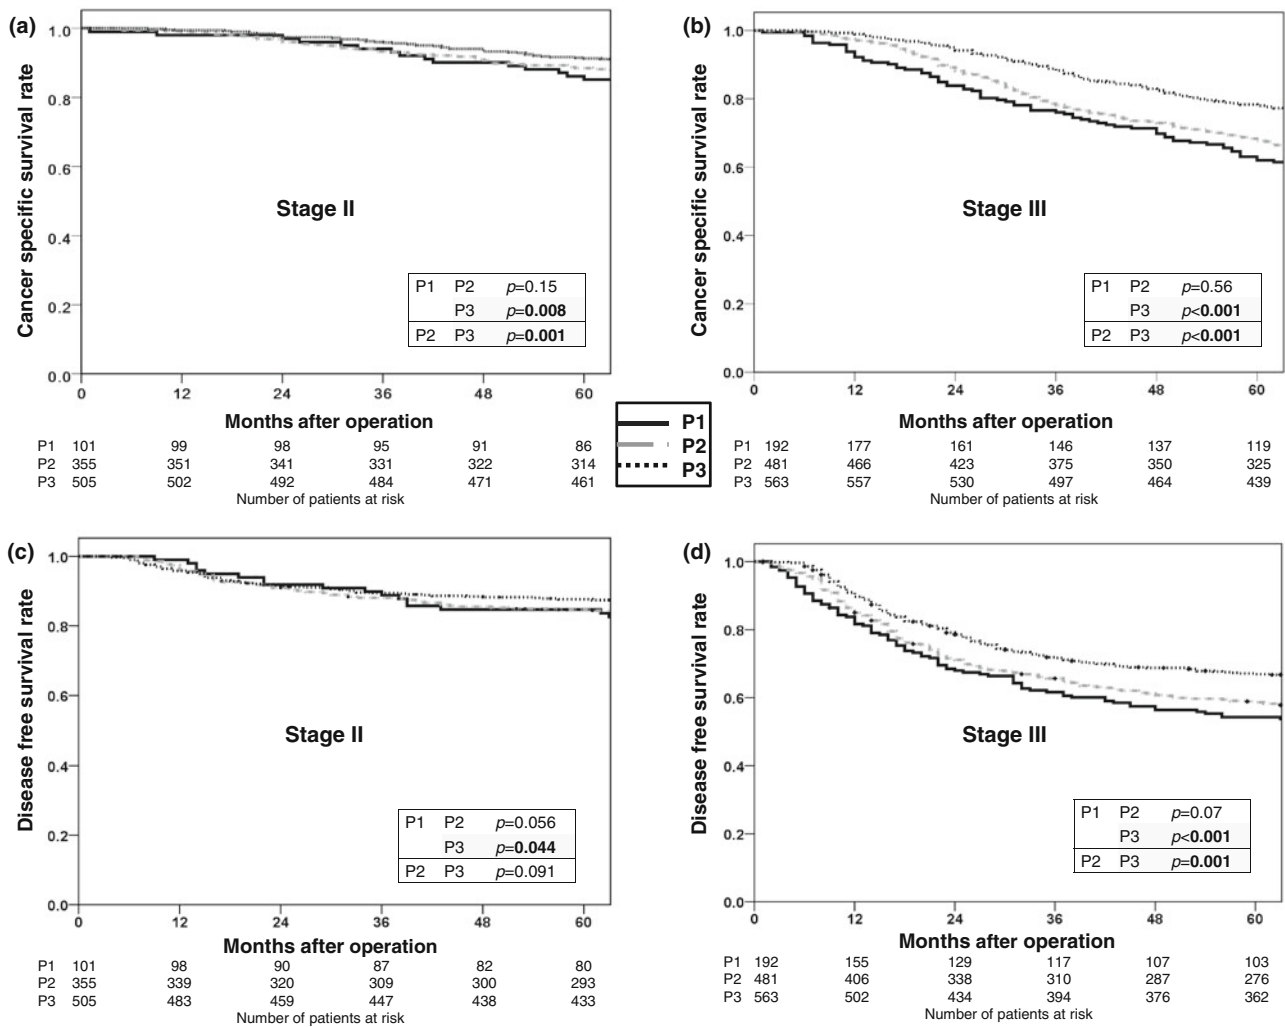 (a)
Cancer specific survival rate
1.0
0.8
0.6
0.4
0.2
0.0
Stage II
P1 P2 p=0.15
P3 p=0.008
P2 P3 p=0.001
0 12 24 36 48 60
Months after operation
P1 101 99 98 95 91 86
P2 355 351 341 331 322 314
P3 505 502 492 484 471 461
Number of patients at risk
(b)
Cancer specific survival rate
1.0
0.8
0.6
0.4
0.2
0.0
Stage III
P1 P2 p=0.56
P3 p<0.001
P2 P3 p<0.001
0 12 24 36 48 60
Months after operation
P1 192 177 161 146 137 119
P2 481 466 423 375 350 325
P3 563 557 530 497 464 439
Number of patients at risk
P1
P2
P3
(c)
Disease free survival rate
1.0
0.8
0.6
0.4
0.2
0.0
Stage II
P1 P2 p=0.056
P3 p=0.044
P2 P3 p=0.091
0 12 24 36 48 60
Months after operation
P1 101 98 90 87 82 80
P2 355 339 320 309 300 293
P3 505 483 459 447 438 433
Number of patients at risk
(d)
Disease free survival rate
1.0
0.8
0.6
0.4
0.2
0.0
Stage III
P1 P2 p=0.07
P3 p<0.001
P2 P3 p=0.001
0 12 24 36 48 60
Months after operation
P1 192 155 129 117 107 103
P2 481 406 338 310 287 276
P3 563 502 434 394 376 362
Number of patients at risk